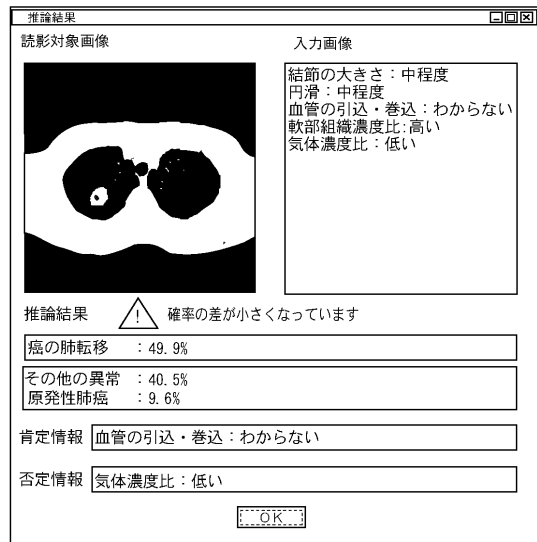 推論結果
読影対象画像
入力画像
結節の大きさ：中程度
円滑：中程度
血管の引込・巻込：わからない
軟部組織濃度比:高い
気体濃度比：低い
推論結果 ! 確率の差が小さくなっています
癌の肺転移 ：49.9%
その他の異常 ：40.5%
原発性肺癌 ：9.6%
肯定情報 血管の引込・巻込：わからない
否定情報 気体濃度比：低い
OK